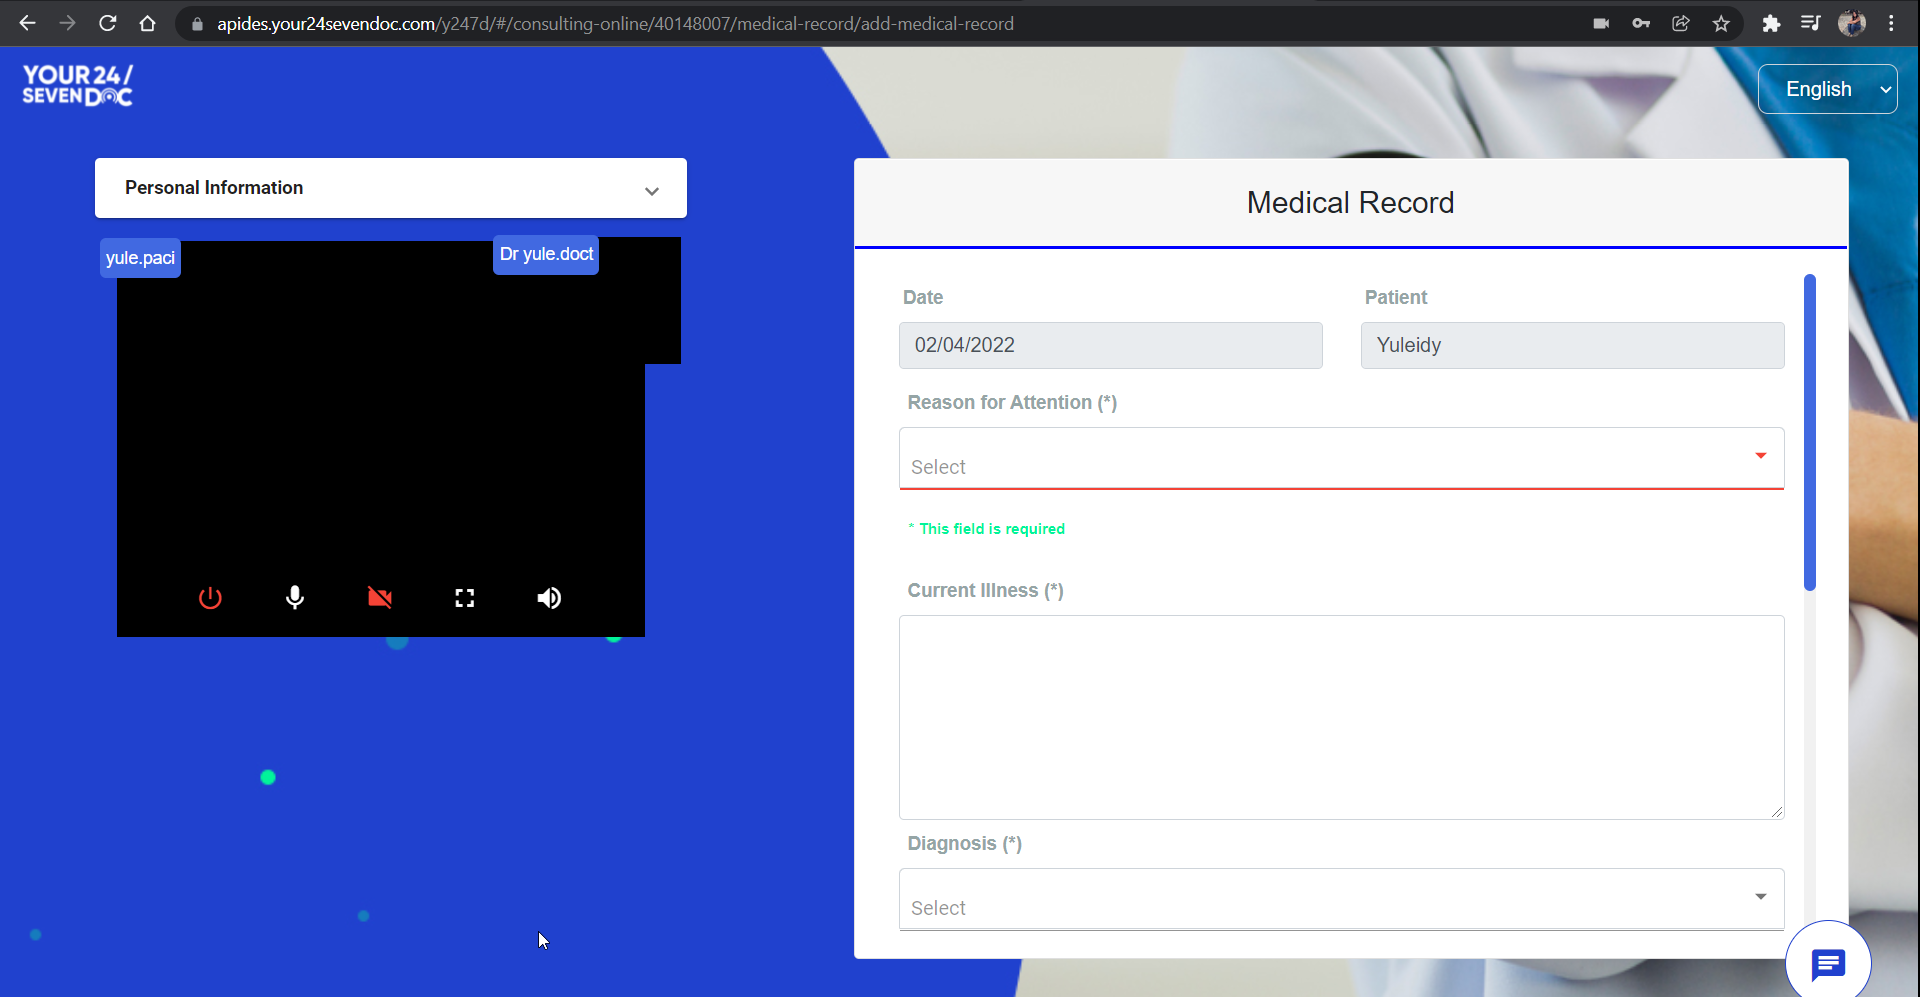 apides.your24sevendoc.com/y247d/#/consulting-online/40148007/medical-record/add-medical-record
YOUR 24/
SEVEN DOC
English
Personal Information
yule.paci
Dr yule.doct
Medical Record
Date
Patient
02/04/2022
Yuleidy
Reason for Attention (*)
Select
* This field is required
Current Illness (*)
Diagnosis (*)
Select